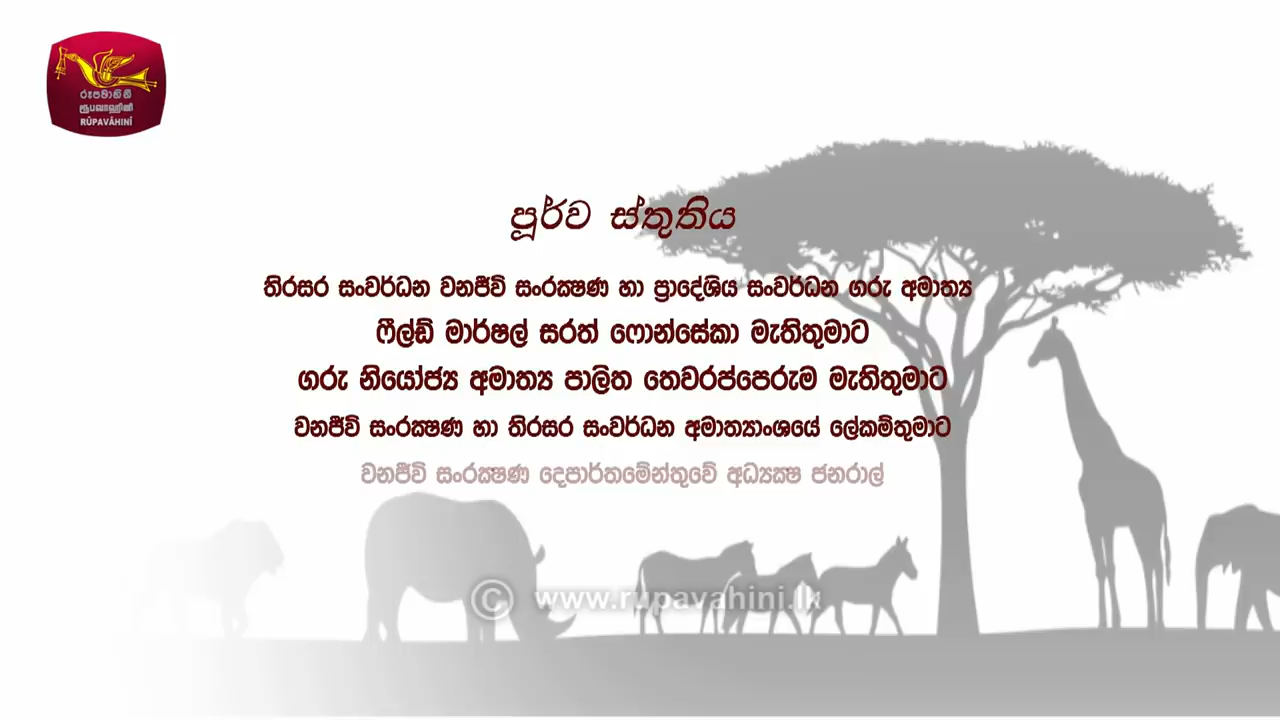 රූපවාහිනී
ரூபவாஹினி
RŪPAVĀHINĪ
පූර්ව ස්තුතිය
තිරසර සංවර්ධන වනජීවි සංරක්‍ෂණ හා ප්‍රාදේශිය සංවර්ධන ගරු අමාත්‍ය
ෆීල්ඩ් මාර්ෂල් සරත් ෆොන්සේකා මැතිතුමාට
ගරු නියෝජ්‍ය අමාත්‍ය පාලිත තෙවරප්පෙරුම මැතිතුමාට
වනජීවි සංරක්‍ෂණ හා තිරසර සංවර්ධන අමාත්‍යාංශයේ ලේකම්තුමාට
වනජීවි සංරක්‍ෂණ දෙපාර්තමේන්තුවේ අධ්‍යක්‍ෂ ජනරාල්
© www.rupavahini.lk